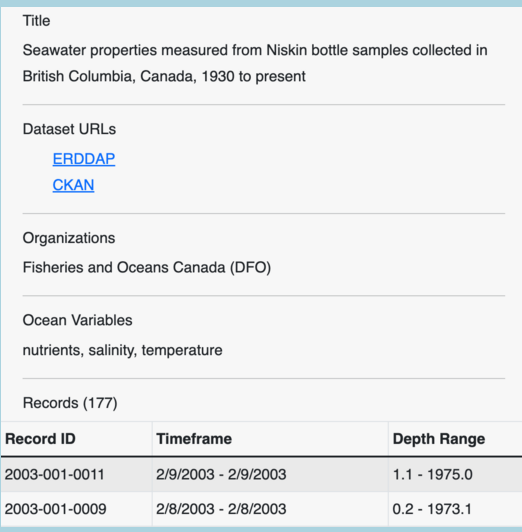 Title
Seawater properties measured from Niskin bottle samples collected in
British Columbia, Canada, 1930 to present
Dataset URLs
ERDDAP
CKAN
Organizations
Fisheries and Oceans Canada (DFO)
Ocean Variables
nutrients, salinity, temperature
Records (177)
Record ID Timeframe Depth Range
2003-001-0011 2/9/2003 - 2/9/2003 1.1 - 1975.0
2003-001-0009 2/8/2003 - 2/8/2003 0.2 - 1973.1